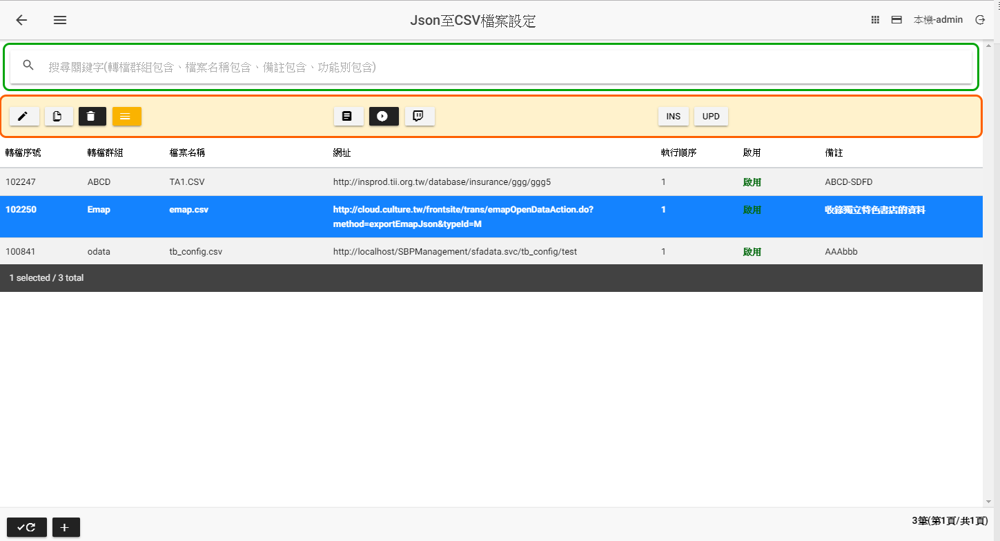 Json至CSV檔案設定
本機-admin
搜尋關鍵字(轉檔群組包含、檔案名稱包含、備註包含、功能別包含)
INS UPD
轉檔序號 轉檔群組 檔案名稱 網址 執行順序 啟用 備註
102247 ABCD TA1.CSV http://insprod.tii.org.tw/database/insurance/ggg/ggg5 1 啟用 ABCD-SDFD
102250 Emap emap.csv http://cloud.culture.tw/frontsite/trans/emapOpenDataAction.do? 1 啟用 收錄獨立特色書店的資料
method=exportEmapJson&typeId=M
100841 odata tb_config.csv http://localhost/SBPManagement/sfadata.svc/tb_config/test 1 啟用 AAAbbb
1 selected / 3 total
3筆(第1頁/共1頁)